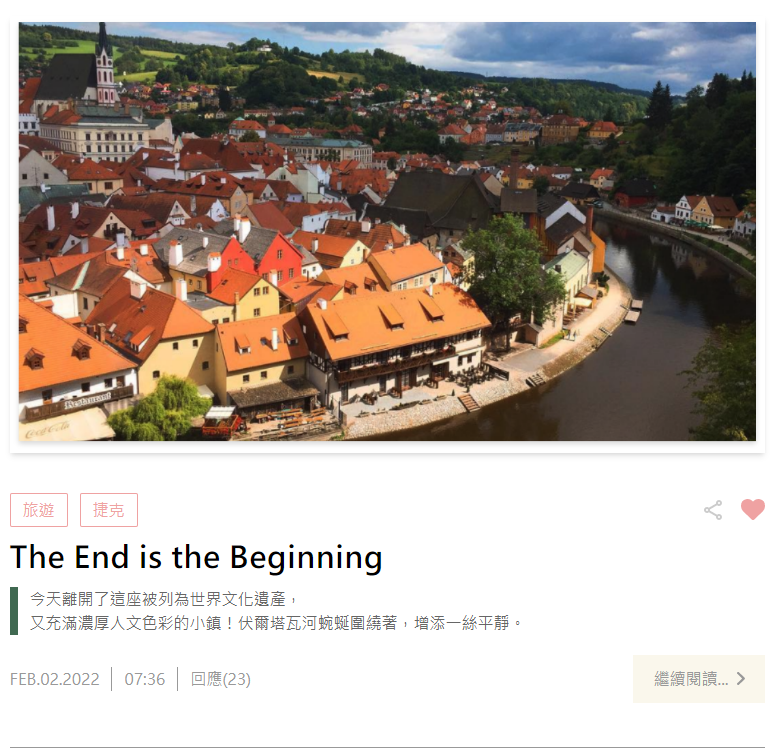 Restaurant
Coca-Cola
旅遊 捷克
The End is the Beginning
今天離開了這座被列為世界文化遺產，
又充滿濃厚人文色彩的小鎮！伏爾塔瓦河蜿蜒圍繞著，增添一絲平靜。
FEB.02.2022 07:36 回應(23) 繼續閱讀...